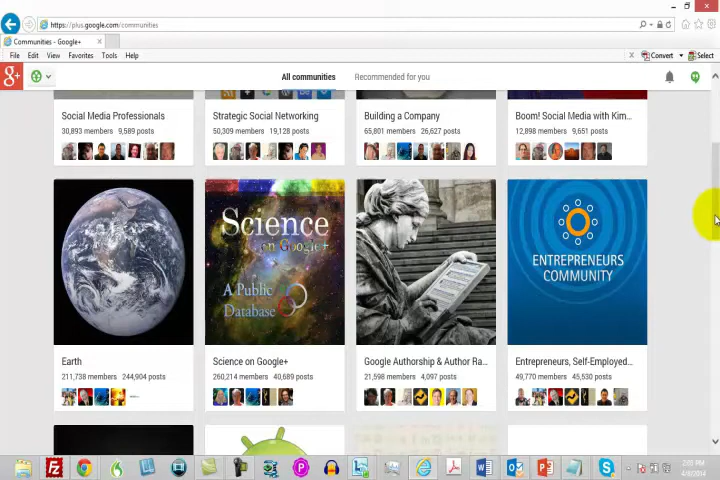 https://plus.google.com/communities
Communities - Google+
File Edit View Favorites Tools Help
Convert Select
g+
All communities Recommended for you
Social Media Professionals
30,893 members 9,589 posts
Strategic Social Networking
50,309 members 19,128 posts
Building a Company
65,801 members 26,627 posts
Boom! Social Media with Kim...
12,898 members 9,651 posts
Science
on Google+
A Public
Database
ENTREPRENEURS
COMMUNITY
Earth
211,738 members 244,904 posts
Science on Google+
260,214 members 40,689 posts
Google Authorship & Author Ra...
21,598 members 4,097 posts
Entrepreneurs, Self-Employed...
49,770 members 45,530 posts